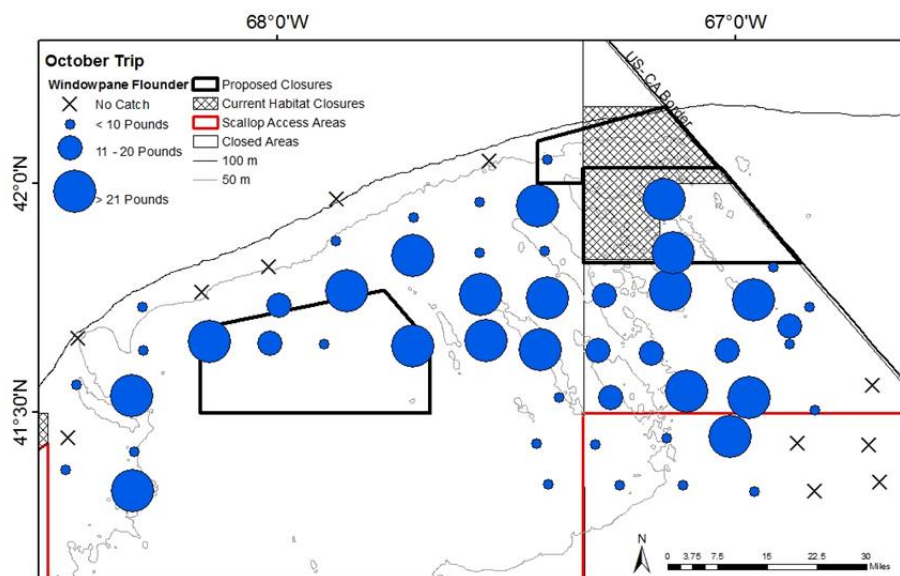 68°0'W
67°0'W
October Trip
Windowpane Flounder
No Catch
< 10 Pounds
11 - 20 Pounds
> 21 Pounds
Proposed Closures
Current Habitat Closures
Scallop Access Areas
Closed Areas
100 m
50 m
US- CA Border
42°0'N
41°30'N
N
0 3.75 7.5 15 22.5 30
Miles